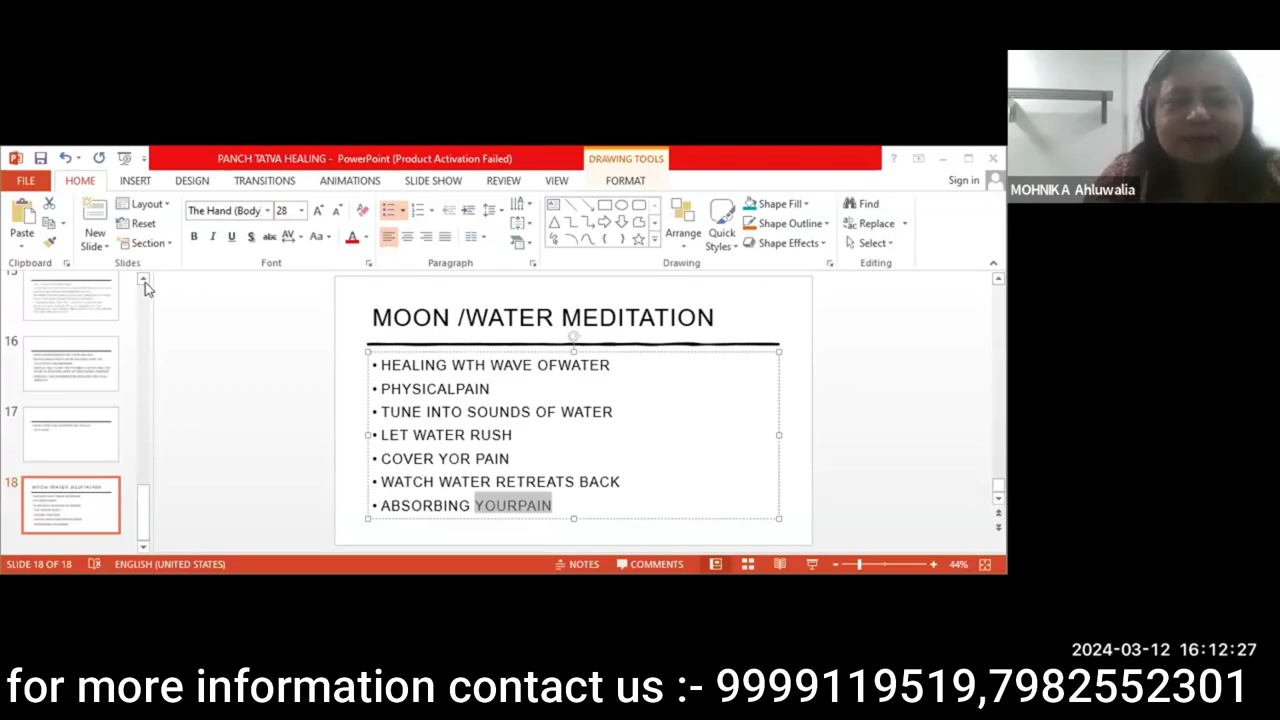 PANCH TATVA HEALING - PowerPoint (Product Activation Failed)
DRAWING TOOLS
?
FILE HOME INSERT DESIGN TRANSITIONS ANIMATIONS SLIDE SHOW REVIEW VIEW FORMAT
Sign in
MOHNIKA Ahluwalia
Paste
New
Slide
Layout
Reset
Section
The Hand (Body 28
B I U S abc AV Aa A
Arrange
Quick
Styles
Shape Fill
Shape Outline
Shape Effects
Find
Replace
Select
Clipboard
Slides
Font
Paragraph
Drawing
Editing
15
16
17
18
MOON /WATER MEDITATION
• HEALING WTH WAVE OFWATER
• PHYSICALPAIN
• TUNE INTO SOUNDS OF WATER
• LET WATER RUSH
• COVER YOR PAIN
• WATCH WATER RETREATS BACK
• ABSORBING YOURPAIN
SLIDE 18 OF 18
ENGLISH (UNITED STATES)
NOTES
COMMENTS
44%
2024-03-12 16:12:27
for more information contact us :- 9999119519,7982552301